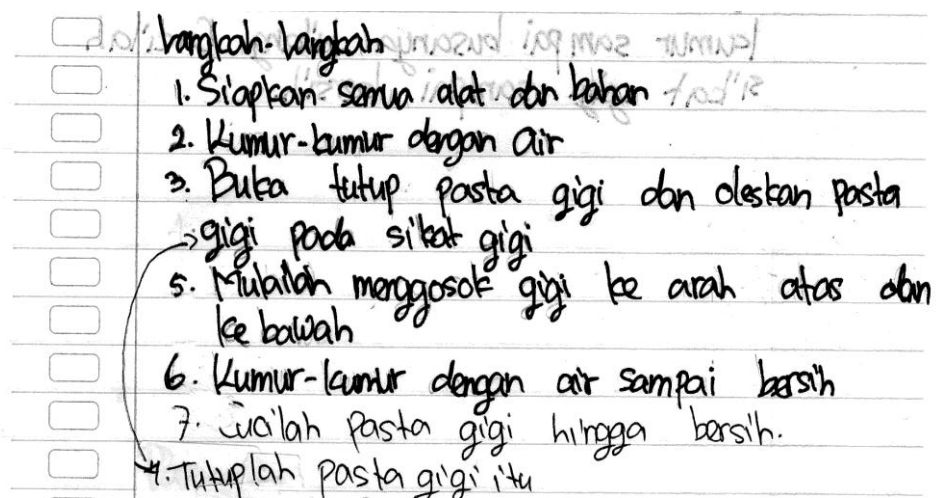 Langkah-Langkah
1. Siapkan semua alat dan bahan
2. Kumur-kumur dengan air
3. Buka tutup pasta gigi dan oleskan pasta
gigi pada sikat gigi
5. Mulailah menggosok gigi ke arah atas dan
ke bawah
6. Kumur-kumur dengan air sampai bersih
7. Cucilah pasta gigi hingga bersih.
4. Tutuplah pasta gigi itu